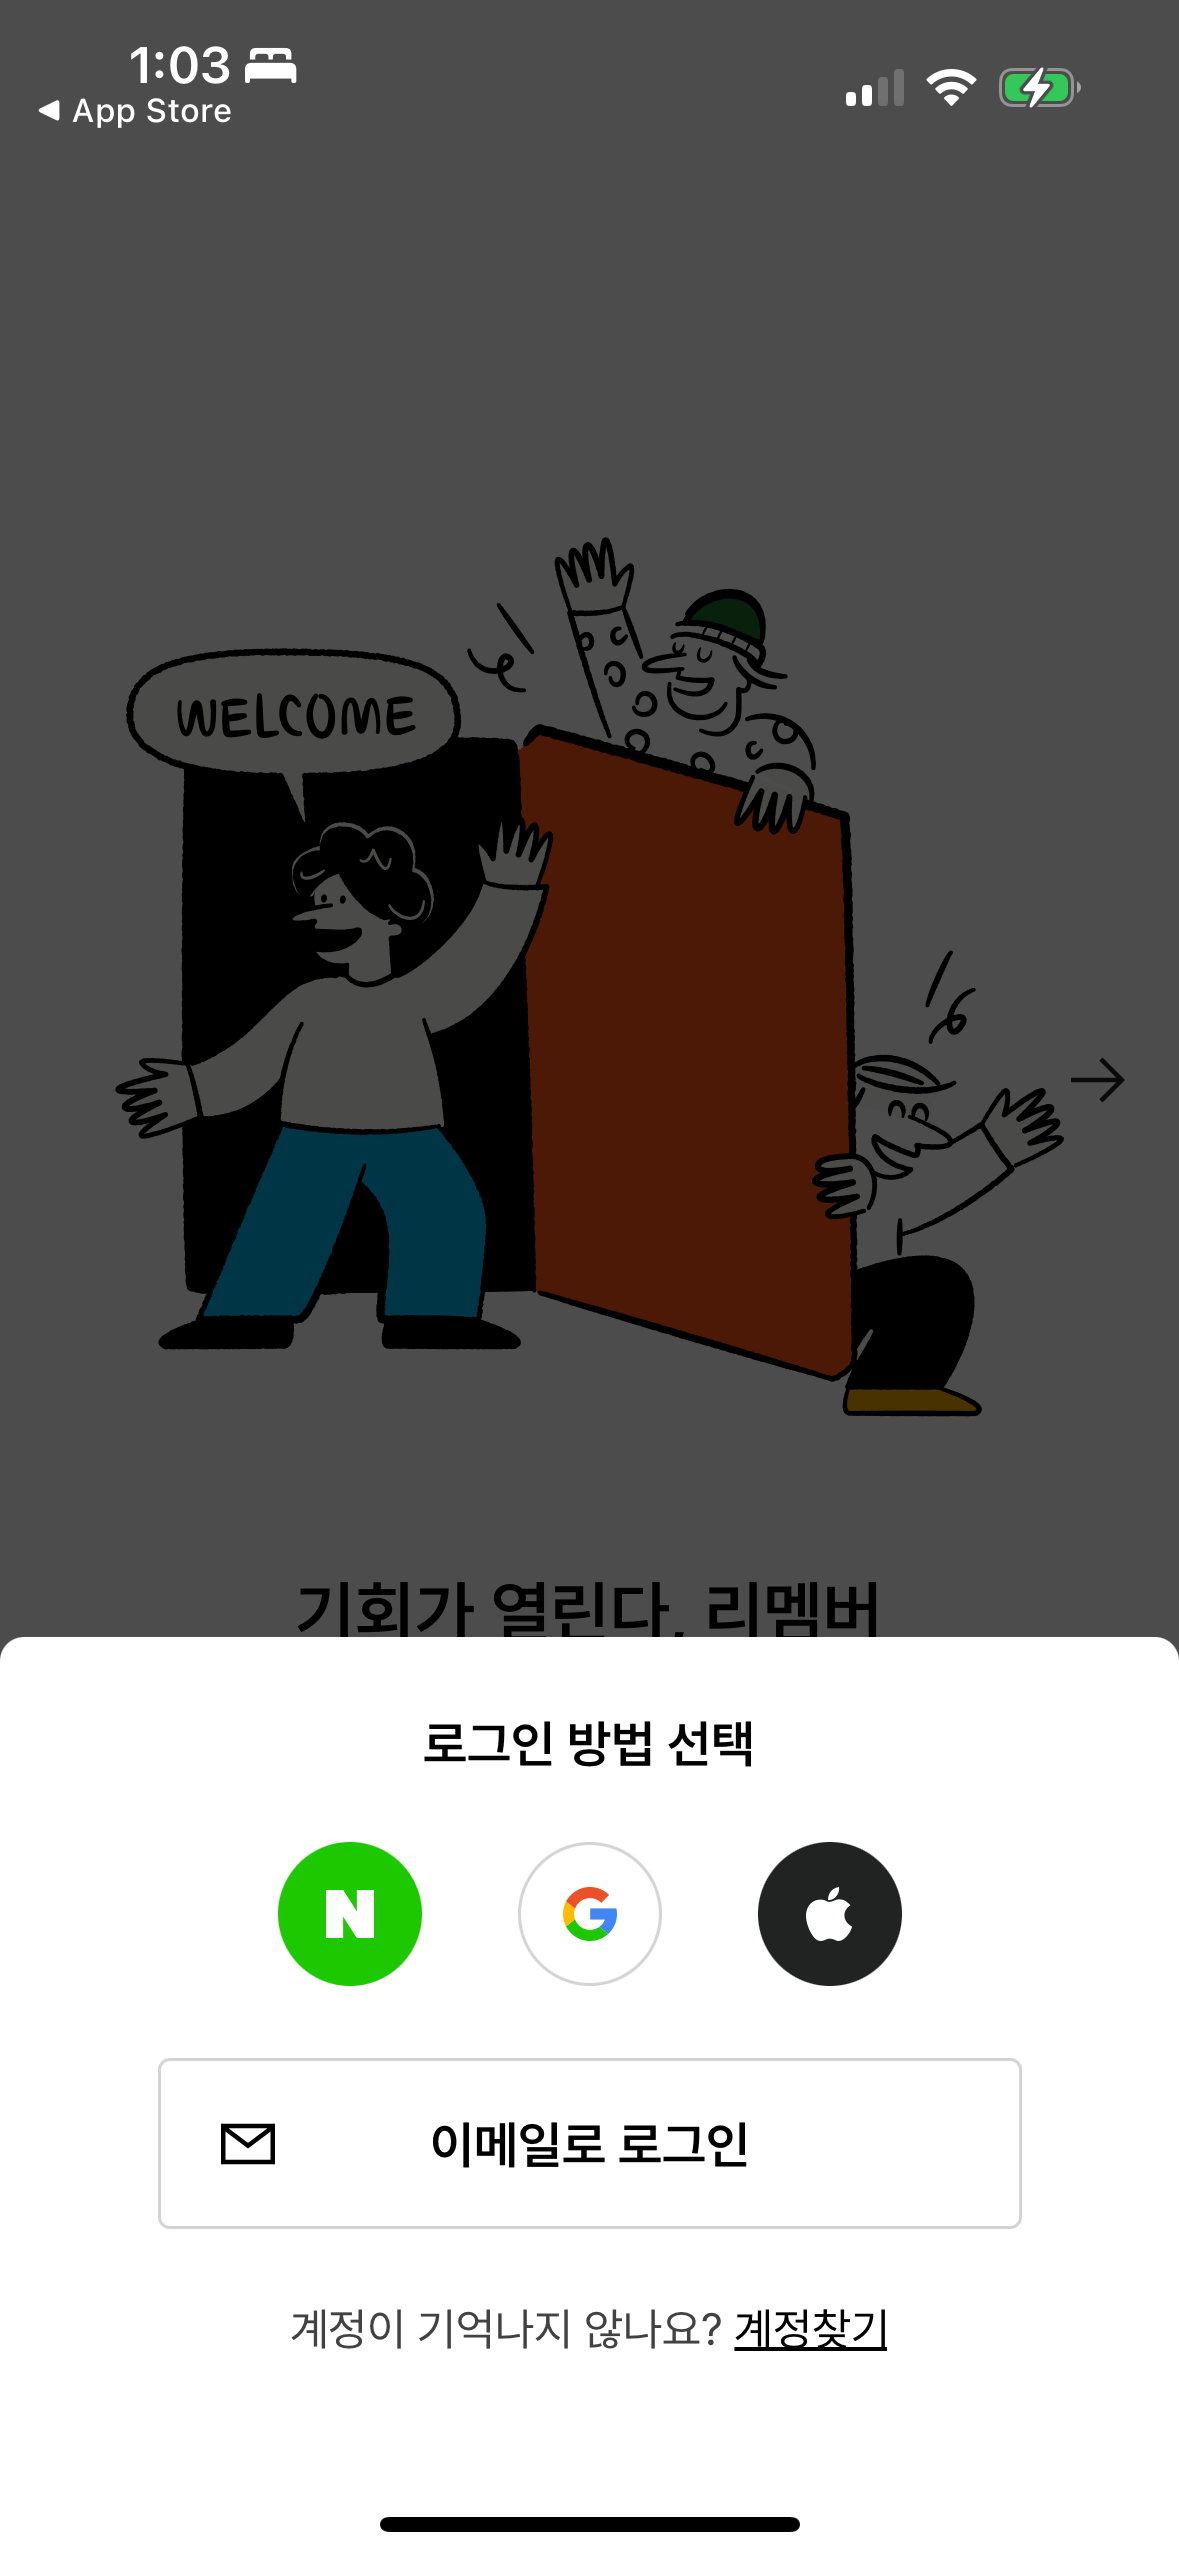 1:03
App Store
WELCOME
기회가 열린다, 리멤버
로그인 방법 선택
N G
이메일로 로그인
계정이 기억나지 않나요? 계정찾기